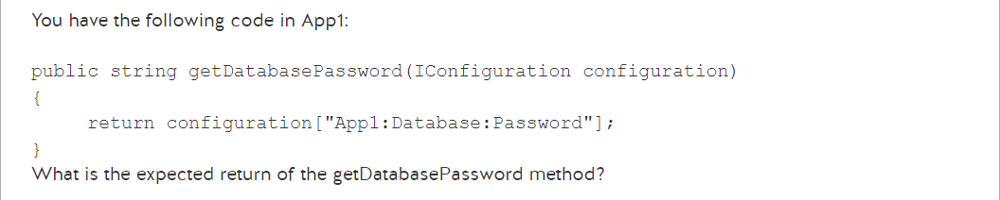 You have the following code in App1:
public string getDatabasePassword(IConfiguration configuration)
{
return configuration["App1:Database:Password"];
}
What is the expected return of the getDatabasePassword method?